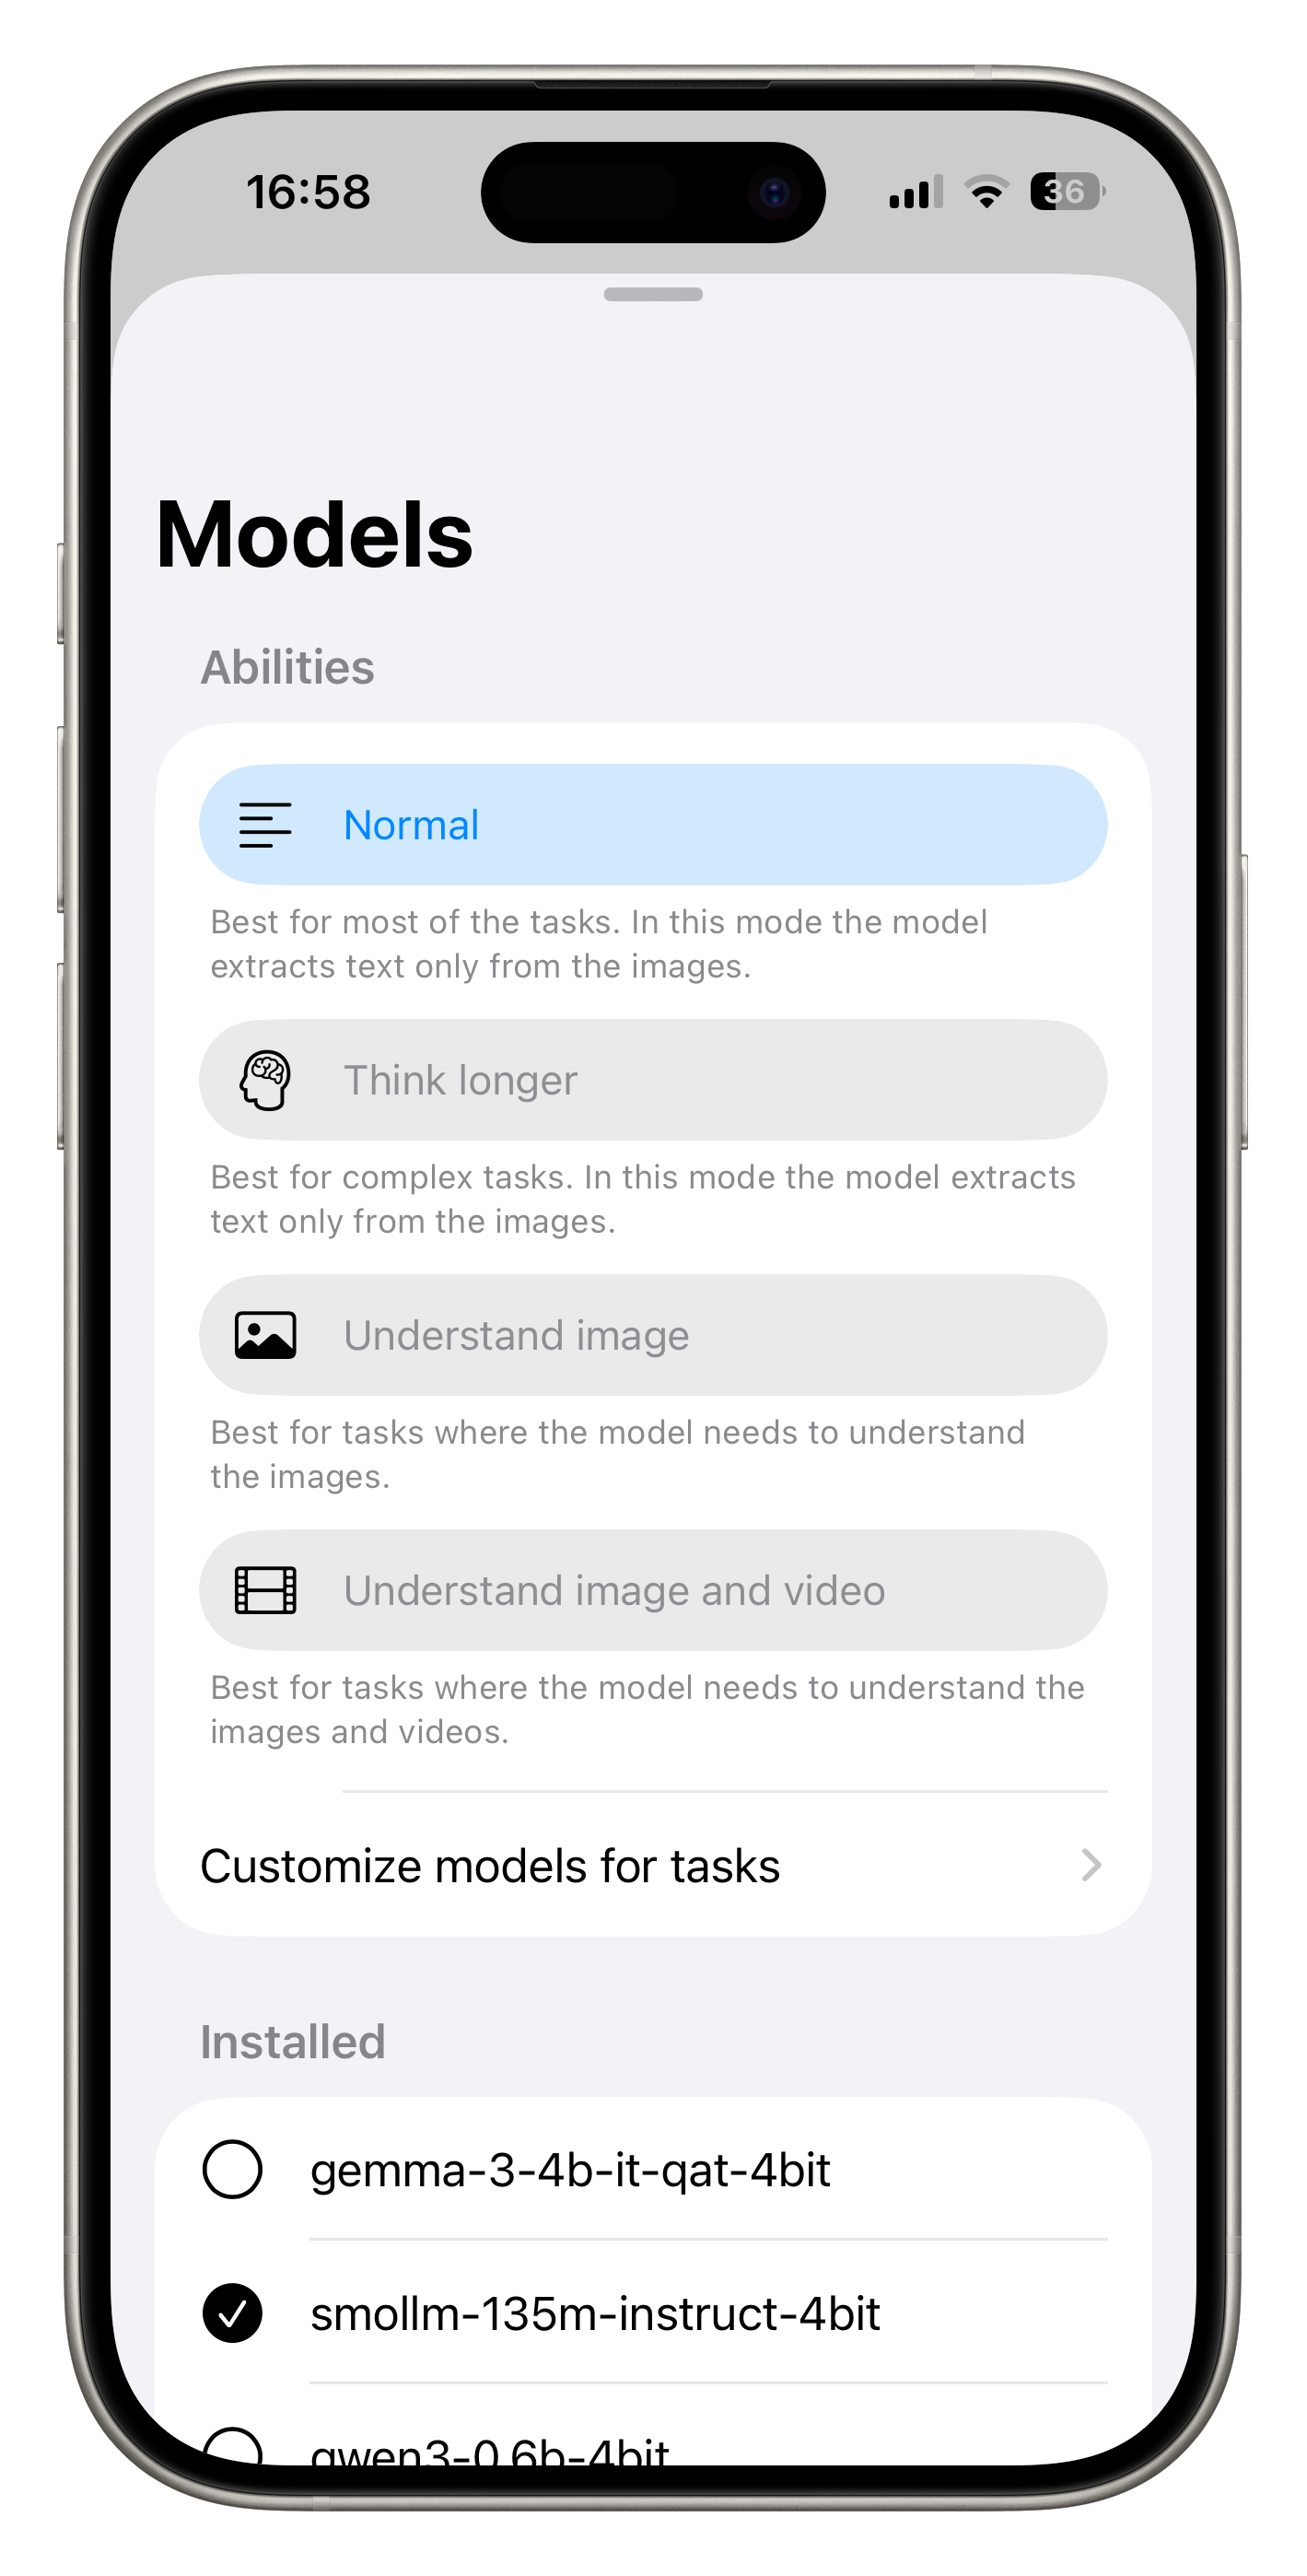 16:58
36
Models
Abilities
Normal
Best for most of the tasks. In this mode the model
extracts text only from the images.
Think longer
Best for complex tasks. In this mode the model extracts
text only from the images.
Understand image
Best for tasks where the model needs to understand
the images.
Understand image and video
Best for tasks where the model needs to understand the
images and videos.
Customize models for tasks
Installed
gemma-3-4b-it-qat-4bit
smollm-135m-instruct-4bit
qwen3-0.6b-4bit